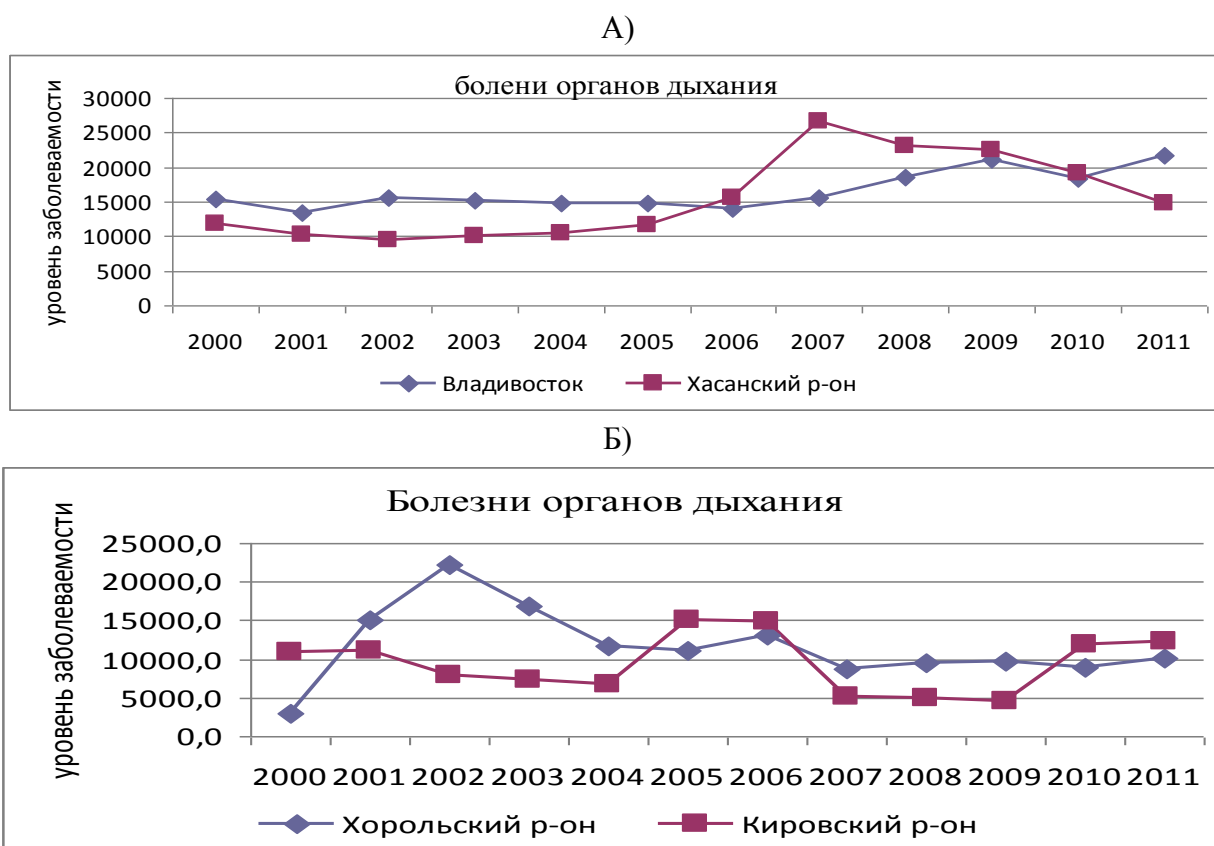 А)
болени органов дыхания
уровень заболеваемости
30000
25000
20000
15000
10000
5000
0
2000 2001 2002 2003 2004 2005 2006 2007 2008 2009 2010 2011
Владивосток Хасанский р-он
Б)
Болезни органов дыхания
уровень заболеваемости
25000,0
20000,0
15000,0
10000,0
5000,0
0,0
2000 2001 2002 2003 2004 2005 2006 2007 2008 2009 2010 2011
Хорольский р-он Кировский р-он